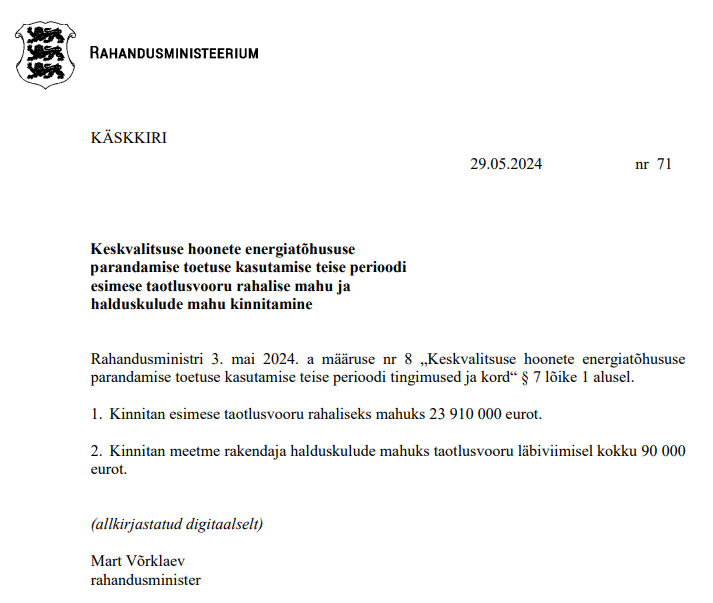 RAHANDUSMINISTEERIUM
KÄSKKIRI
29.05.2024 nr 71
Keskvalitsuse hoonete energiatõhususe
parandamise toetuse kasutamise teise perioodi
esimese taotlusvooru rahalise mahu ja
halduskulude mahu kinnitamine
Rahandusministri 3. mai 2024. a määruse nr 8 „Keskvalitsuse hoonete energiatõhususe
parandamise toetuse kasutamise teise perioodi tingimused ja kord“ § 7 lõike 1 alusel.
1. Kinnitan esimese taotlusvooru rahaliseks mahuks 23 910 000 eurot.
2. Kinnitan meetme rakendaja halduskulude mahuks taotlusvooru läbiviimisel kokku 90 000
eurot.
(allkirjastatud digitaalselt)
Mart Võrklaev
rahandusminister